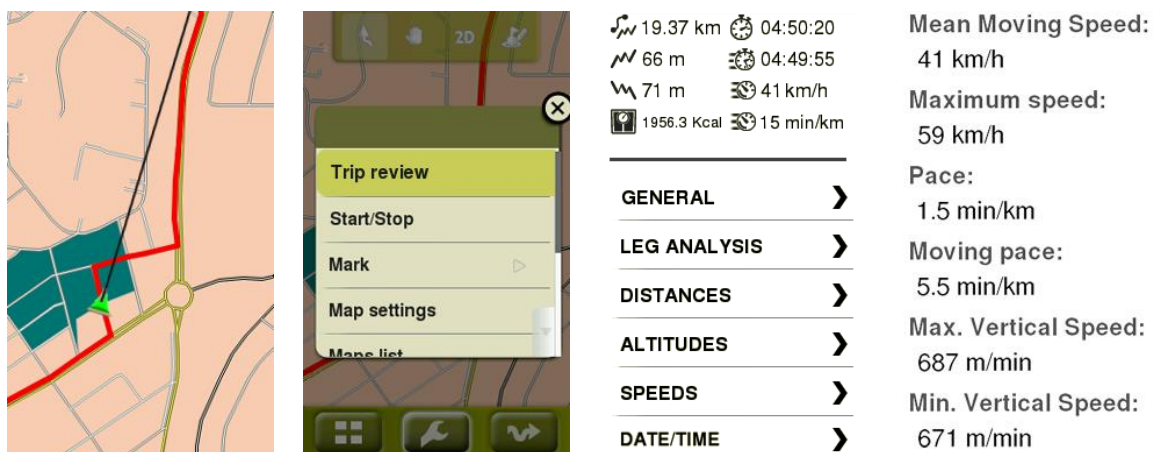 2D
Trip review
Start/Stop
Mark
Map settings
Maps list
19.37 km 04:50:20
66 m 04:49:55
71 m 41 km/h
1956.3 Kcal 15 min/km
GENERAL
LEG ANALYSIS
DISTANCES
ALTITUDES
SPEEDS
DATE/TIME
Mean Moving Speed:
41 km/h
Maximum speed:
59 km/h
Pace:
1.5 min/km
Moving pace:
5.5 min/km
Max. Vertical Speed:
687 m/min
Min. Vertical Speed:
671 m/min